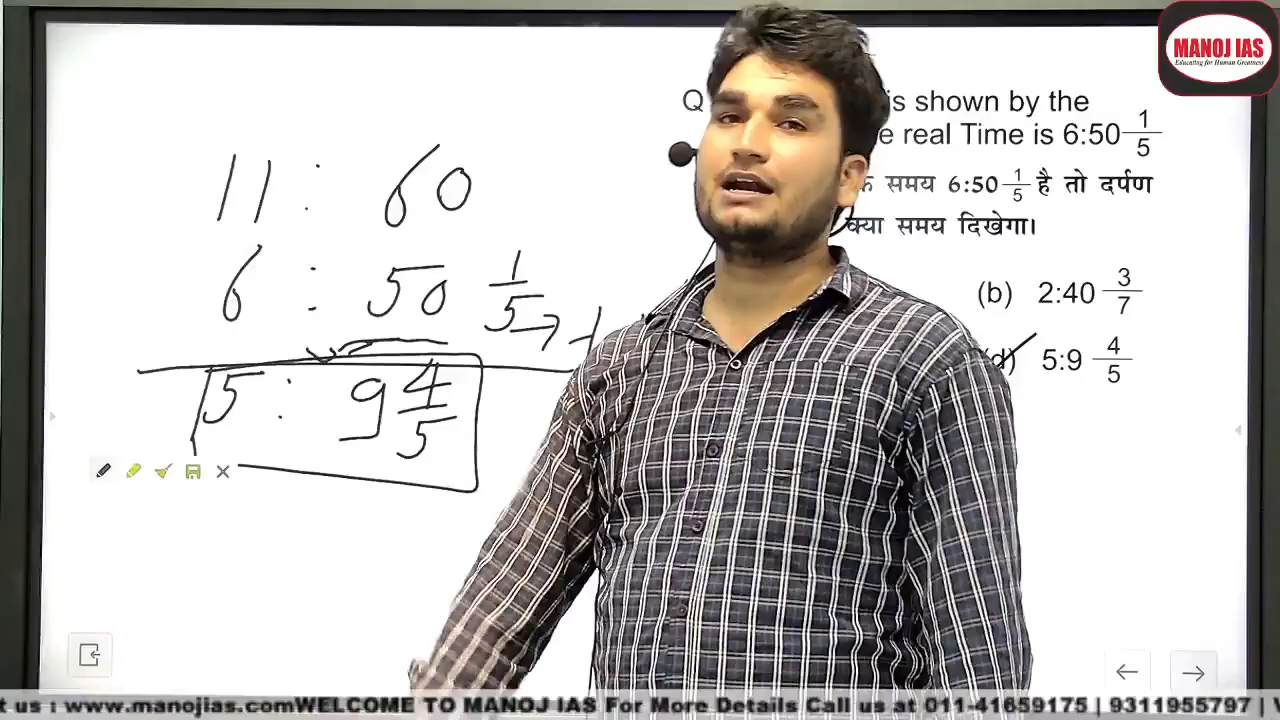 MANOJ IAS
Educating for Human Greatness
Q is shown by the
e real Time is 6:50 1/5
समय 6:50 1/5 है तो दर्पण
क्या समय दिखेगा।
11 : 60
6 : 50 1/5 →
5 : 9 4/5
(b) 2:40 3/7
(d) 5:9 4/5
t us : www.manojias.comWELCOME TO MANOJ IAS For More Details Call us at 011-41659175 | 9311955797 |